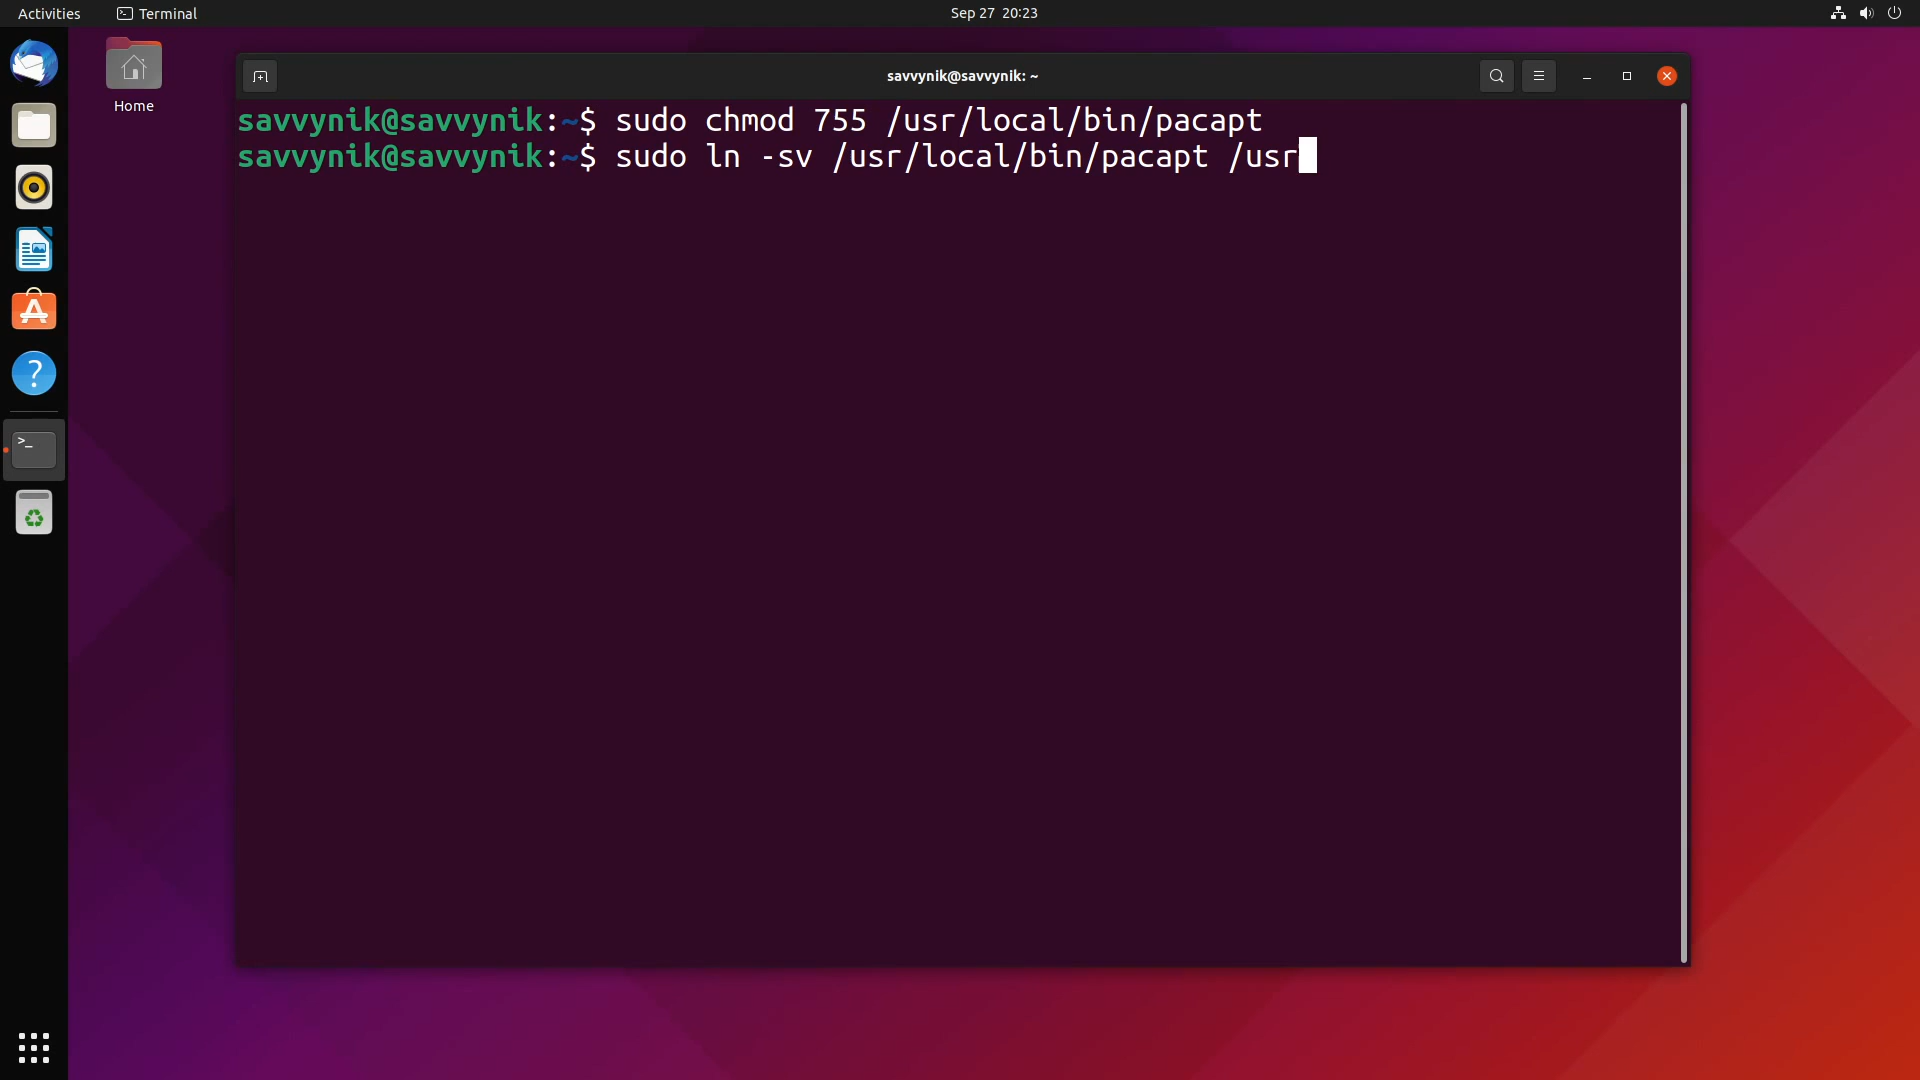 Activities
Terminal
Sep 27 20:23
Home
savvynik@savvynik: ~
savvynik@savvynik:~$ sudo chmod 755 /usr/local/bin/pacapt
savvynik@savvynik:~$ sudo ln -sv /usr/local/bin/pacapt /usr